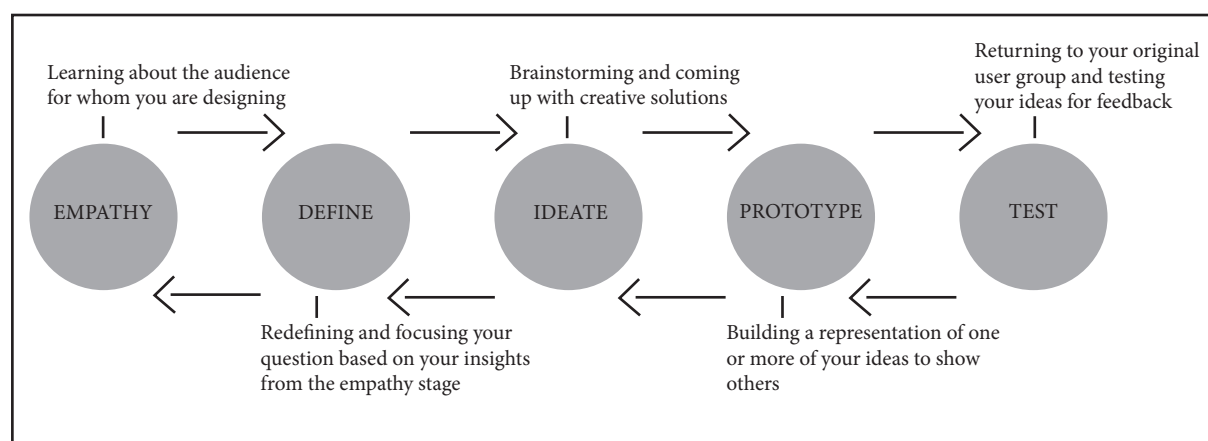 Learning about the audience
for whom you are designing
Brainstorming and coming
up with creative solutions
Returning to your original
user group and testing
your ideas for feedback
EMPATHY
DEFINE
IDEATE
PROTOTYPE
TEST
Redefining and focusing your
question based on your insights
from the empathy stage
Building a representation of one
or more of your ideas to show
others